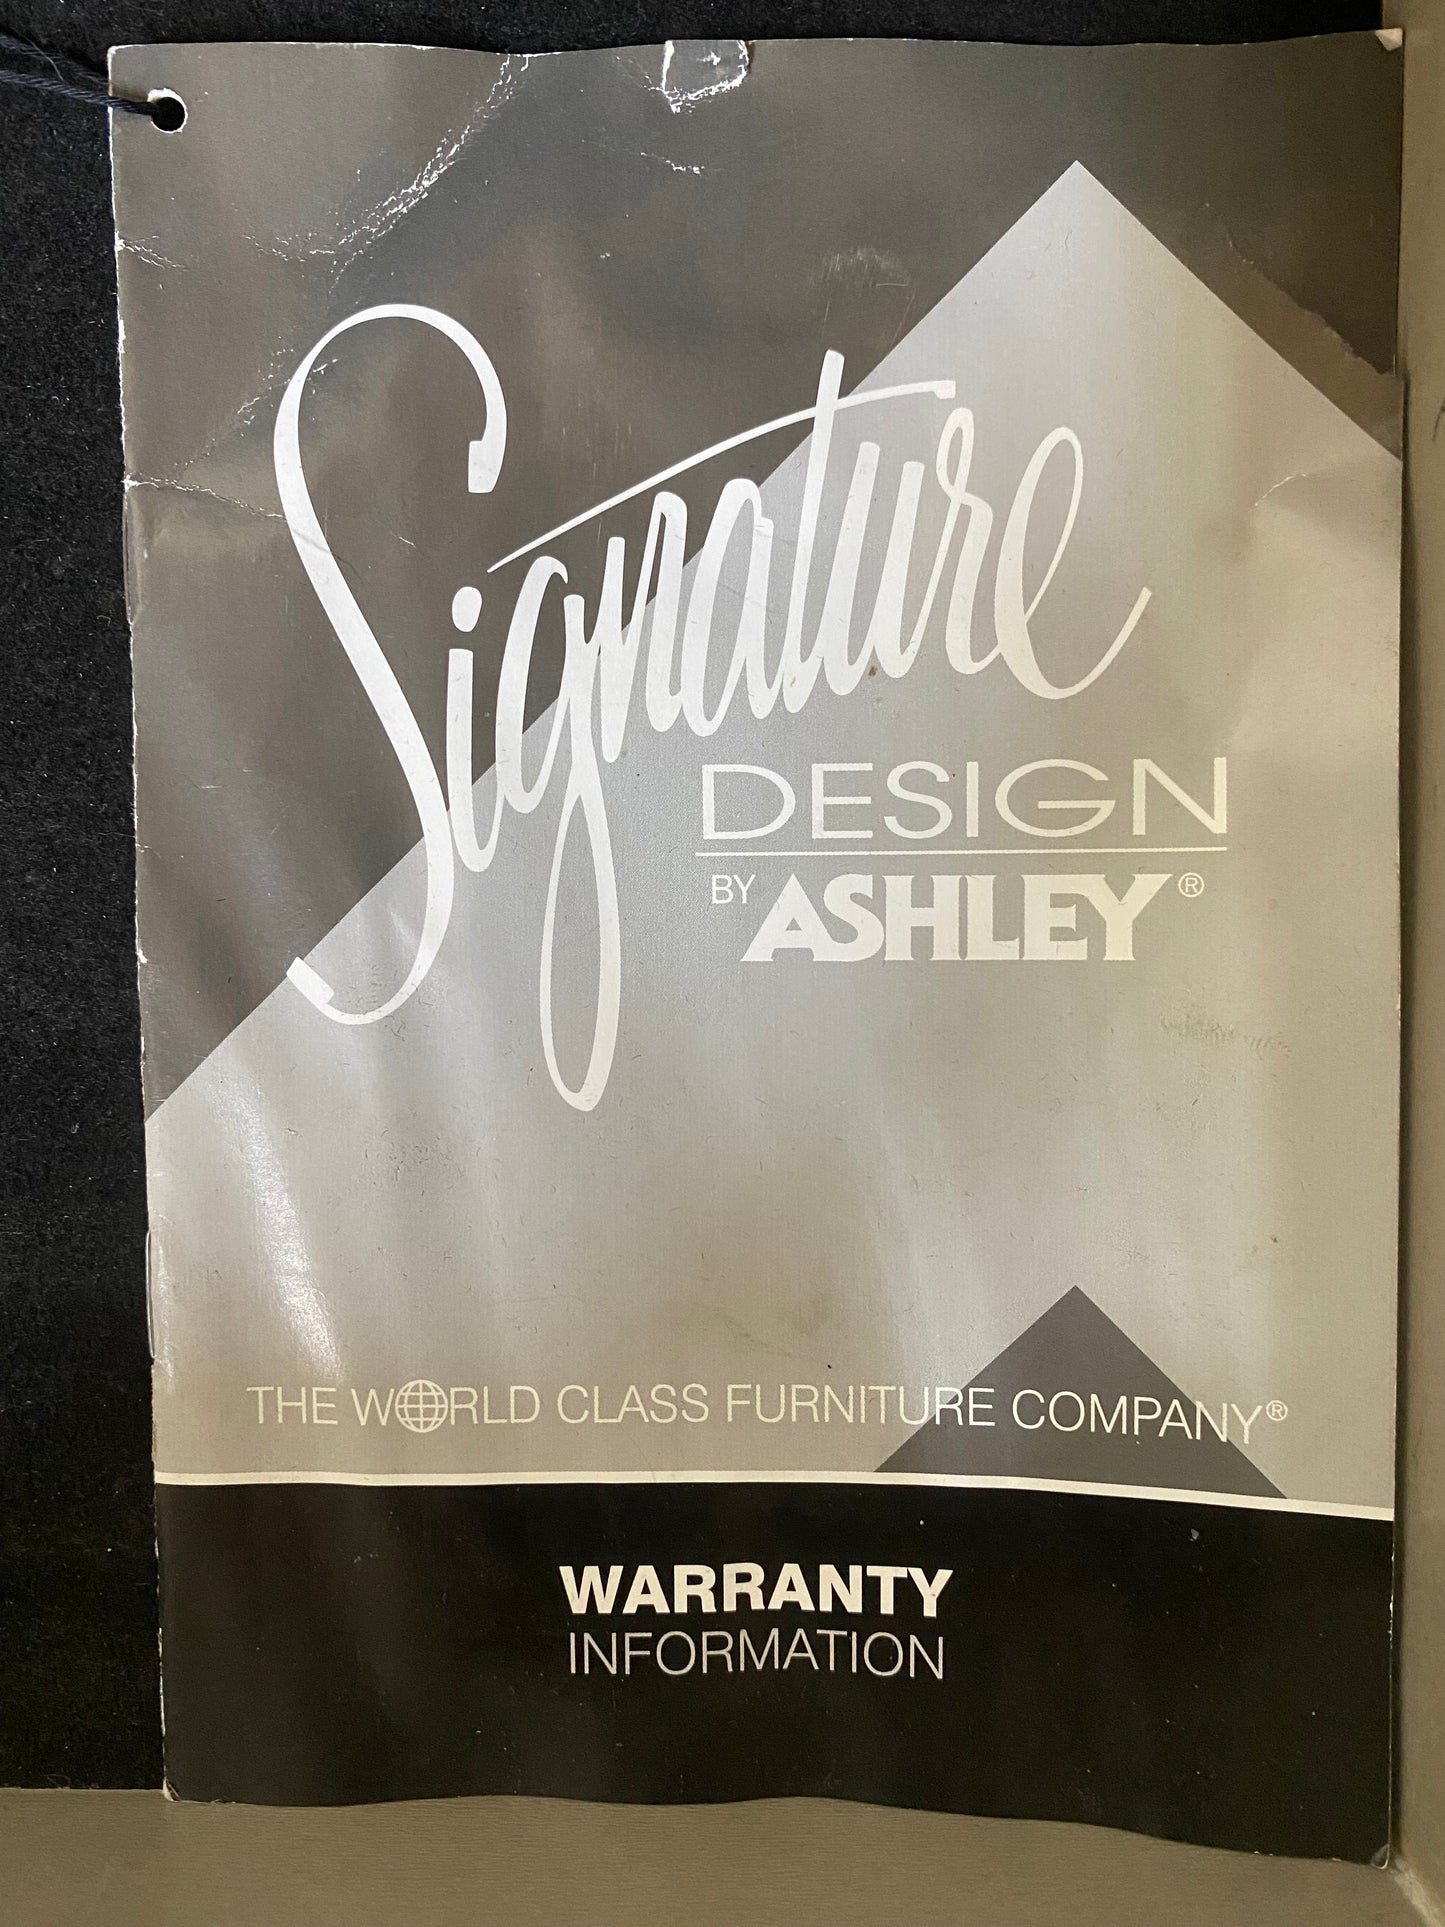 Signature
DESIGN
BY ASHLEY®
THE WORLD CLASS FURNITURE COMPANY®
WARRANTY
INFORMATION